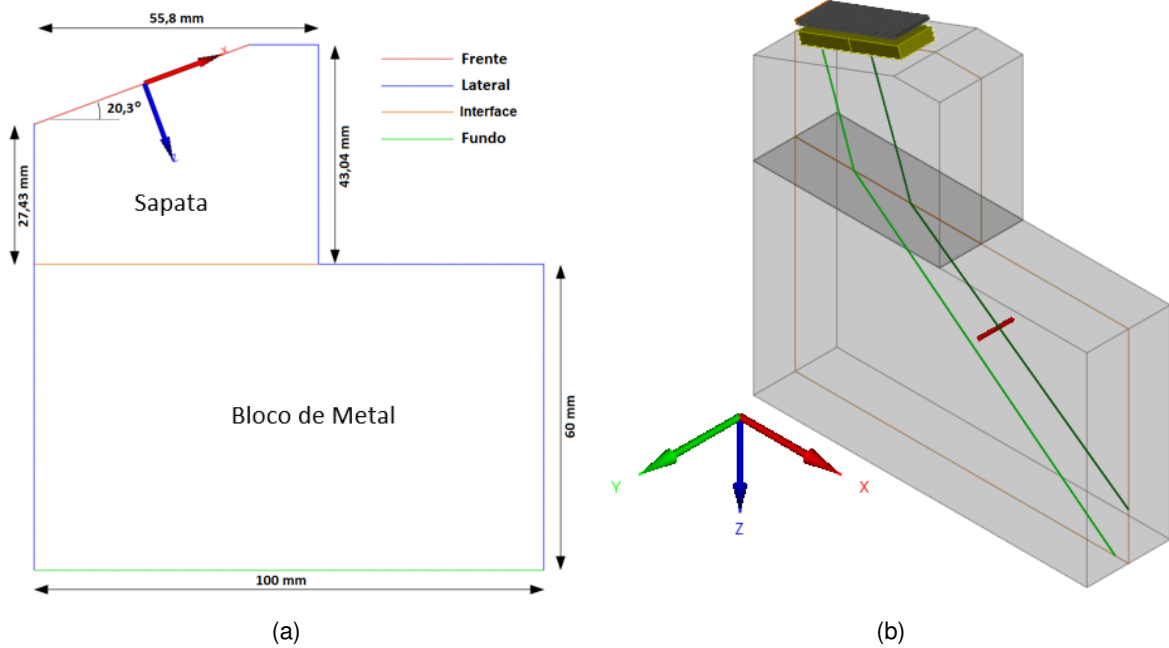 55,8 mm
x
Frente
Lateral
Interface
Fundo
20,3°
z
27,43 mm
43,04 mm
Sapata
Bloco de Metal
60 mm
100 mm
(a)
Y
X
Z
(b)